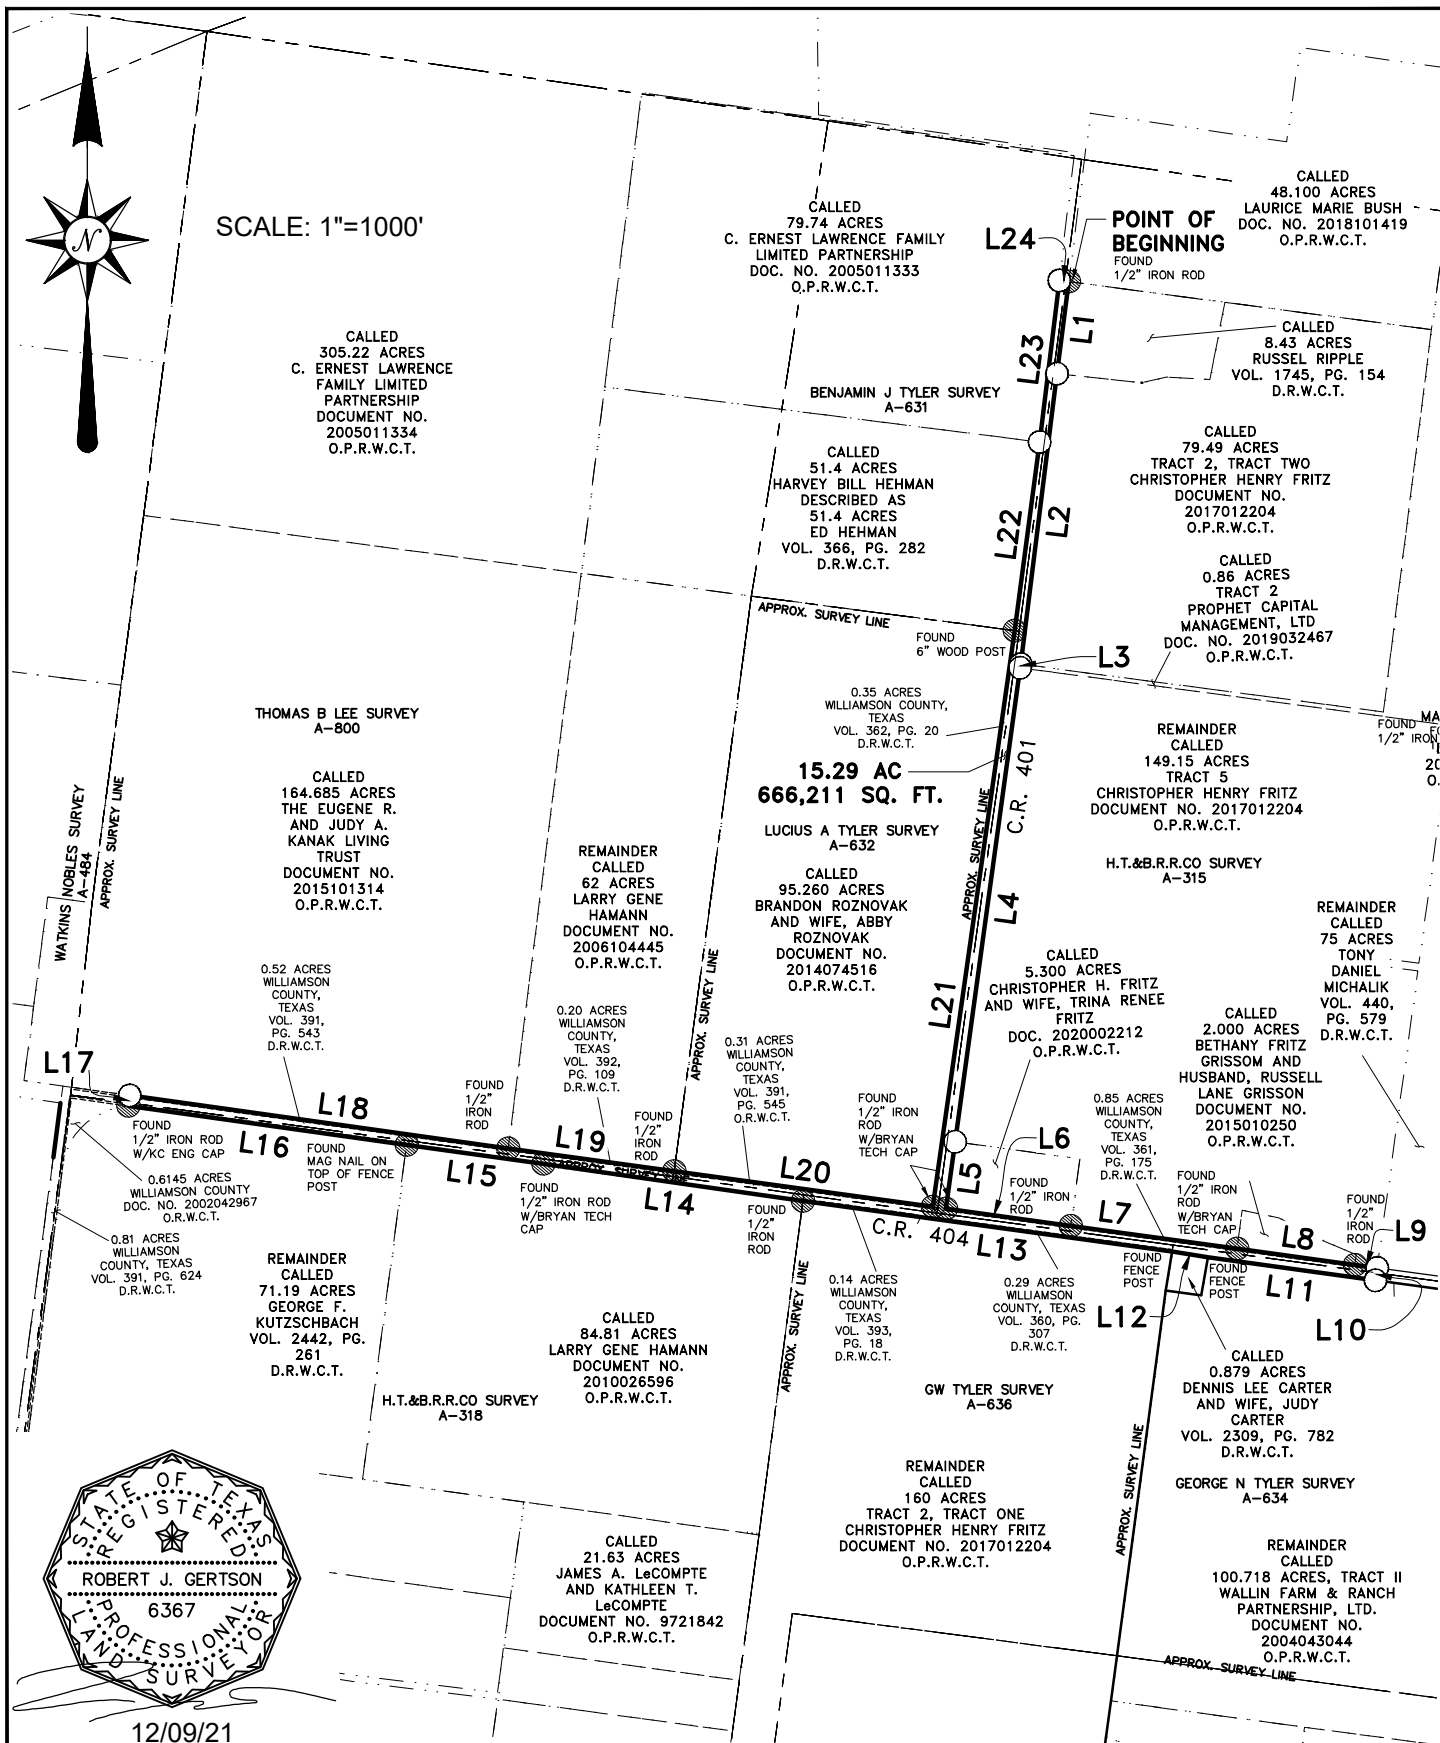 SCALE: 1"=1000'
N
CALLED
48.100 ACRES
LAURICE MARIE BUSH
DOC. NO. 2018101419
O.P.R.W.C.T.
CALLED
79.74 ACRES
C. ERNEST LAWRENCE FAMILY
LIMITED PARTNERSHIP
DOC. NO. 2005011333
O.P.R.W.C.T.
L24
POINT OF
BEGINNING
FOUND
1/2" IRON ROD
CALLED
305.22 ACRES
C. ERNEST LAWRENCE
FAMILY LIMITED
PARTNERSHIP
DOCUMENT NO.
2005011334
O.P.R.W.C.T.
L23
L1
CALLED
8.43 ACRES
RUSSEL RIPPLE
VOL. 1745, PG. 154
D.R.W.C.T.
BENJAMIN J TYLER SURVEY
A-631
CALLED
51.4 ACRES
HARVEY BILL HEHMAN
DESCRIBED AS
51.4 ACRES
ED HEHMAN
VOL. 366, PG. 282
D.R.W.C.T.
L22
L2
CALLED
79.49 ACRES
TRACT 2, TRACT TWO
CHRISTOPHER HENRY FRITZ
DOCUMENT NO.
2017012204
O.P.R.W.C.T.
CALLED
0.86 ACRES
TRACT 2
PROPHET CAPITAL
MANAGEMENT, LTD
DOC. NO. 2019032467
O.P.R.W.C.T.
APPROX. SURVEY LINE
FOUND
6" WOOD POST
L3
THOMAS B LEE SURVEY
A-800
0.35 ACRES
WILLIAMSON COUNTY,
TEXAS
VOL. 362, PG. 20
D.R.W.C.T.
15.29 AC
666,211 SQ. FT.
C.R. 401
REMAINDER
CALLED
149.15 ACRES
TRACT 5
CHRISTOPHER HENRY FRITZ
DOCUMENT NO. 2017012204
O.P.R.W.C.T.
FOUND
1/2" IRON
MA
CALLED
164.685 ACRES
THE EUGENE R.
AND JUDY A.
KANAK LIVING
TRUST
DOCUMENT NO.
2015101314
O.P.R.W.C.T.
WATKINS NOBLES SURVEY
A-484
APPROX. SURVEY LINE
REMAINDER
CALLED
62 ACRES
LARRY GENE
HAMANN
DOCUMENT NO.
2006104445
O.P.R.W.C.T.
LUCIUS A TYLER SURVEY
A-632
CALLED
95.260 ACRES
BRANDON ROZNOVAK
AND WIFE, ABBY
ROZNOVAK
DOCUMENT NO.
2014074516
O.P.R.W.C.T.
APPROX. SURVEY LINE
APPROX. SURVEY LINE
L21
L4
H.T.&B.R.R.CO SURVEY
A-315
CALLED
5.300 ACRES
CHRISTOPHER H. FRITZ
AND WIFE, TRINA RENEE
FRITZ
DOC. 2020002212
O.P.R.W.C.T.
REMAINDER
CALLED
75 ACRES
TONY
DANIEL
MICHALIK
VOL. 440,
PG. 579
D.R.W.C.T.
CALLED
2.000 ACRES
BETHANY FRITZ
GRISSOM AND
HUSBAND, RUSSELL
LANE GRISSON
DOCUMENT NO.
2015010250
O.P.R.W.C.T.
0.52 ACRES
WILLIAMSON
COUNTY,
TEXAS
VOL. 391,
PG. 543
D.R.W.C.T.
0.20 ACRES
WILLIAMSON
COUNTY,
TEXAS
VOL. 392,
PG. 109
D.R.W.C.T.
0.31 ACRES
WILLIAMSON
COUNTY,
TEXAS
VOL. 391,
PG. 545
O.R.W.C.T.
0.85 ACRES
WILLIAMSON
COUNTY,
TEXAS
VOL. 361,
PG. 175
D.R.W.C.T.
L17
L18
L16
FOUND
1/2" IRON ROD
W/KC ENG CAP
FOUND
MAG NAIL ON
TOP OF FENCE
POST
FOUND
1/2"
IRON
ROD
L15
L19
APPROX. SURVEY LINE
FOUND
1/2"
IRON
ROD
FOUND
1/2" IRON ROD
W/BRYAN TECH
CAP
L14
L20
FOUND
1/2"
IRON
ROD
FOUND
1/2" IRON
ROD
W/BRYAN
TECH CAP
L5
L6
FOUND
1/2" IRON
ROD
L7
FOUND
1/2" IRON
ROD
W/BRYAN
TECH CAP
L8
FOUND
1/2"
IRON
ROD
L9
C.R. 404
L13
FOUND
FENCE
POST
FOUND
FENCE
POST
L11
L12
L10
0.6145 ACRES
WILLIAMSON COUNTY
DOC. NO. 2002042967
O.R.W.C.T.
0.81 ACRES
WILLIAMSON
COUNTY, TEXAS
VOL. 391, PG. 624
D.R.W.C.T.
REMAINDER
CALLED
71.19 ACRES
GEORGE F.
KUTZSCHBACH
VOL. 2442, PG.
261
D.R.W.C.T.
H.T.&B.R.R.CO SURVEY
A-318
CALLED
84.81 ACRES
LARRY GENE HAMANN
DOCUMENT NO.
2010026596
O.P.R.W.C.T.
APPROX. SURVEY LINE
0.14 ACRES
WILLIAMSON
COUNTY,
TEXAS
VOL. 393,
PG. 18
D.R.W.C.T.
0.29 ACRES
WILLIAMSON
COUNTY, TEXAS
VOL. 360, PG.
307
D.R.W.C.T.
GW TYLER SURVEY
A-636
CALLED
0.879 ACRES
DENNIS LEE CARTER
AND WIFE, JUDY
CARTER
VOL. 2309, PG. 782
D.R.W.C.T.
GEORGE N TYLER SURVEY
A-634
APPROX. SURVEY LINE
REMAINDER
CALLED
160 ACRES
TRACT 2, TRACT ONE
CHRISTOPHER HENRY FRITZ
DOCUMENT NO. 2017012204
O.P.R.W.C.T.
REMAINDER
CALLED
100.718 ACRES, TRACT II
WALLIN FARM & RANCH
PARTNERSHIP, LTD.
DOCUMENT NO.
2004043044
O.P.R.W.C.T.
APPROX. SURVEY LINE
CALLED
21.63 ACRES
JAMES A. LeCOMPTE
AND KATHLEEN T.
LeCOMPTE
DOCUMENT NO. 9721842
O.P.R.W.C.T.
STATE OF TEXAS
REGISTERED
ROBERT J. GERTSON
6367
PROFESSIONAL
LAND SURVEYOR
12/09/21